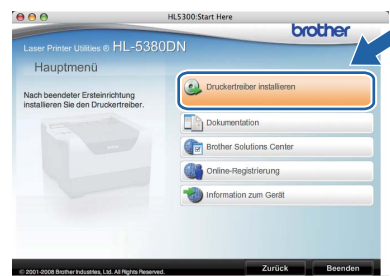 HL5300:Start Here
brother
Laser Printer Utilities ® HL-5380DN
Hauptmenü
Nach beendeter Ersteinrichtung
installieren Sie den Druckertreiber.
Druckertreiber installieren
Dokumentation
Brother Solutions Center
Online-Registrierung
Information zum Gerät
© 2001-2008 Brother Industries, Ltd. All Rights Reserved.
Zurück
Beenden